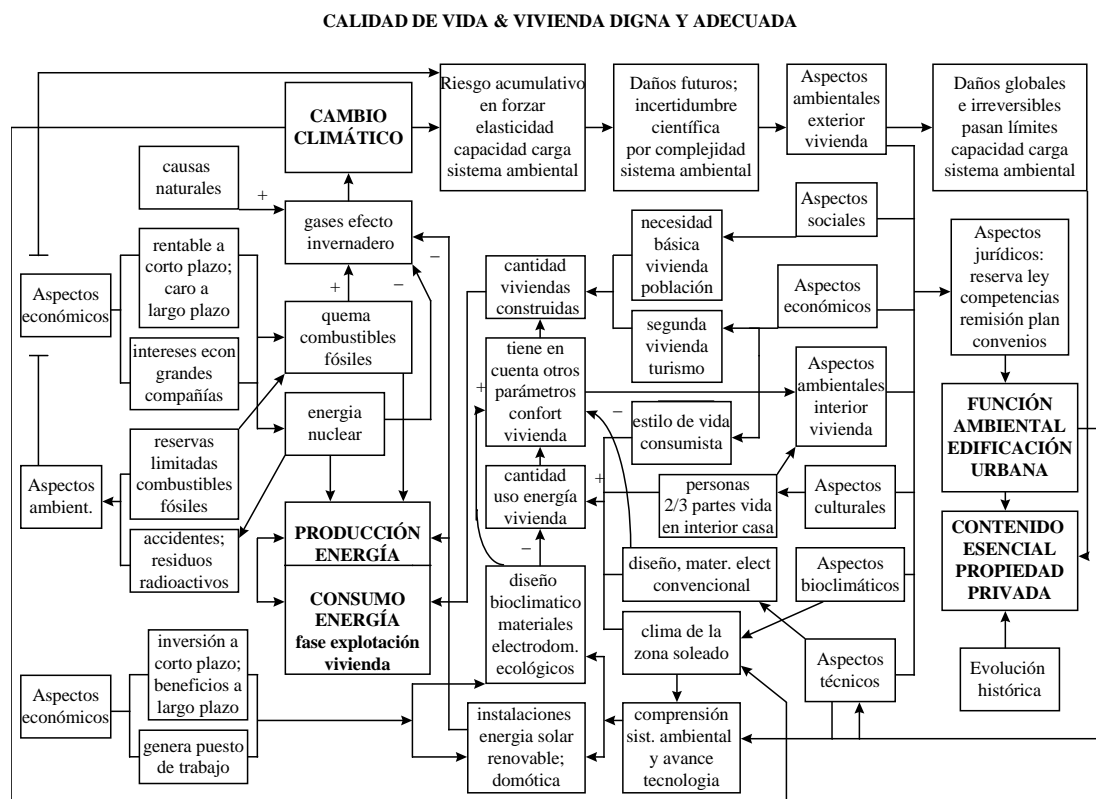 CALIDAD DE VIDA & VIVIENDA DIGNA Y ADECUADA
CAMBIO
CLIMÁTICO
Riesgo acumulativo
en forzar
elasticidad
capacidad carga
sistema ambiental
Daños futuros;
incertidumbre
científica
por complejidad
sistema ambiental
Aspectos
ambientales
exterior
vivienda
Daños globales
e irreversibles
pasan límites
capacidad carga
sistema ambiental
causas
naturales
+
gases efecto
invernadero
necesidad
básica
vivienda
población
Aspectos
sociales
Aspectos
jurídicos:
reserva ley
competencias
remisión plan
convenios
Aspectos
económicos
rentable a
corto plazo;
caro a
largo plazo
+
–
–
cantidad
viviendas
construidas
Aspectos
económicos
intereses econ
grandes
compañías
quema
combustibles
fósiles
segunda
vivienda
turismo
tiene en
cuenta otros
parámetros
confort
vivienda
+
–
Aspectos
ambientales
interior
vivienda
FUNCIÓN
AMBIENTAL
EDIFICACIÓN
URBANA
energia
nuclear
estilo de vida
consumista
Aspectos
ambient.
reservas
limitadas
combustibles
fósiles
cantidad
uso energía
vivienda
+
personas
2/3 partes vida
en interior casa
Aspectos
culturales
accidentes;
residuos
radioactivos
PRODUCCIÓN
ENERGÍA
CONSUMO
ENERGÍA
fase explotación
vivienda
–
diseño
bioclimatico
materiales
electrodom.
ecológicos
diseño, mater. elect
convencional
Aspectos
bioclimáticos
CONTENIDO
ESENCIAL
PROPIEDAD
PRIVADA
clima de la
zona soleado
Aspectos
técnicos
Evolución
histórica
Aspectos
económicos
inversión a
corto plazo;
beneficios a
largo plazo
genera puesto
de trabajo
instalaciones
energia solar
renovable;
domótica
comprensión
sist. ambiental
y avance
tecnologia